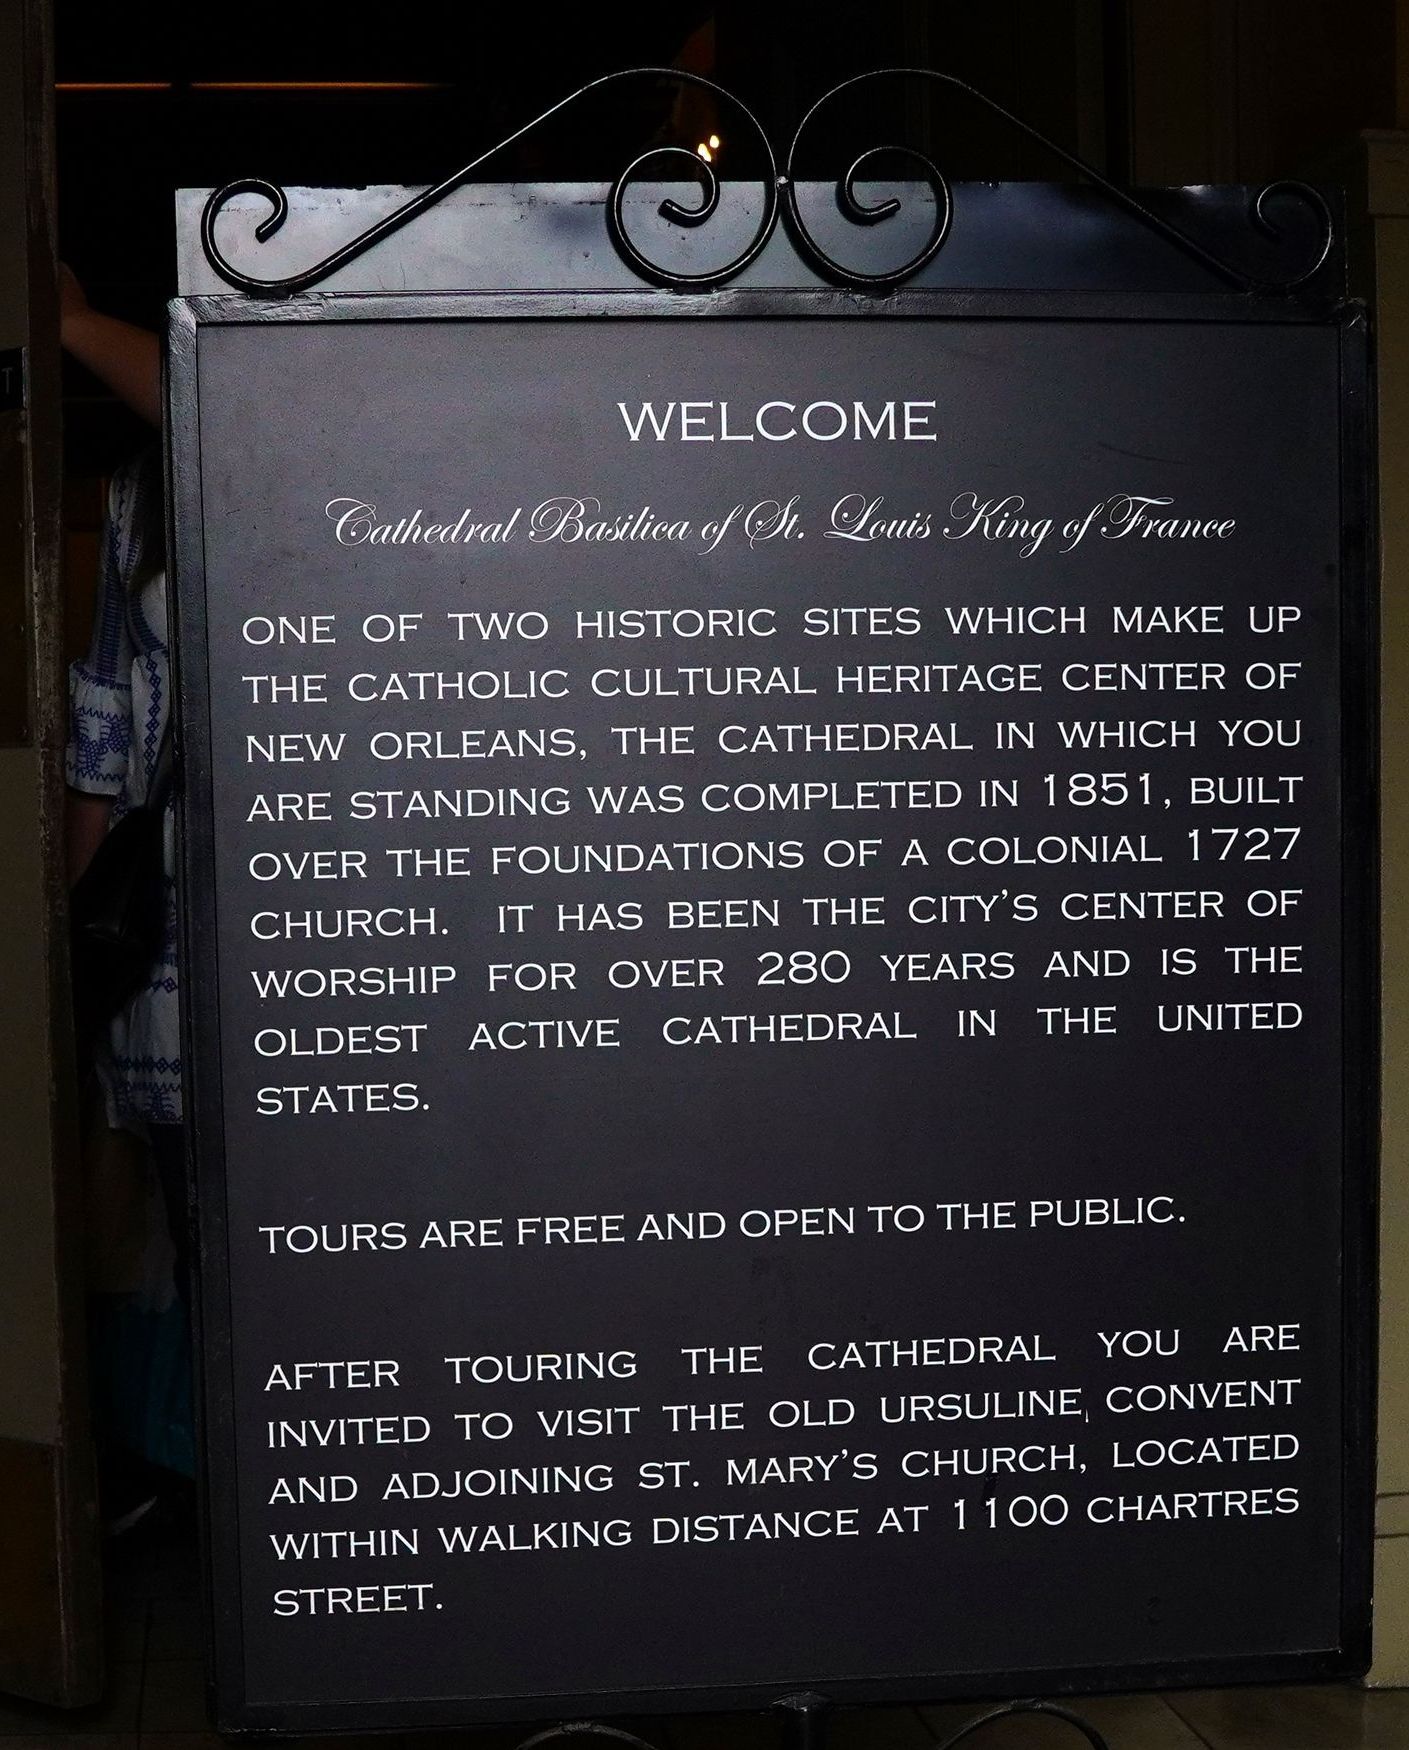 WELCOME
Cathedral Basilica of St. Louis King of France
ONE OF TWO HISTORIC SITES WHICH MAKE UP
THE CATHOLIC CULTURAL HERITAGE CENTER OF
NEW ORLEANS, THE CATHEDRAL IN WHICH YOU
ARE STANDING WAS COMPLETED IN 1851, BUILT
OVER THE FOUNDATIONS OF A COLONIAL 1727
CHURCH. IT HAS BEEN THE CITY'S CENTER OF
WORSHIP FOR OVER 280 YEARS AND IS THE
OLDEST ACTIVE CATHEDRAL IN THE UNITED
STATES.
TOURS ARE FREE AND OPEN TO THE PUBLIC.
AFTER TOURING THE CATHEDRAL YOU ARE
INVITED TO VISIT THE OLD URSULINE CONVENT
AND ADJOINING ST. MARY'S CHURCH, LOCATED
WITHIN WALKING DISTANCE AT 1100 CHARTRES
STREET.